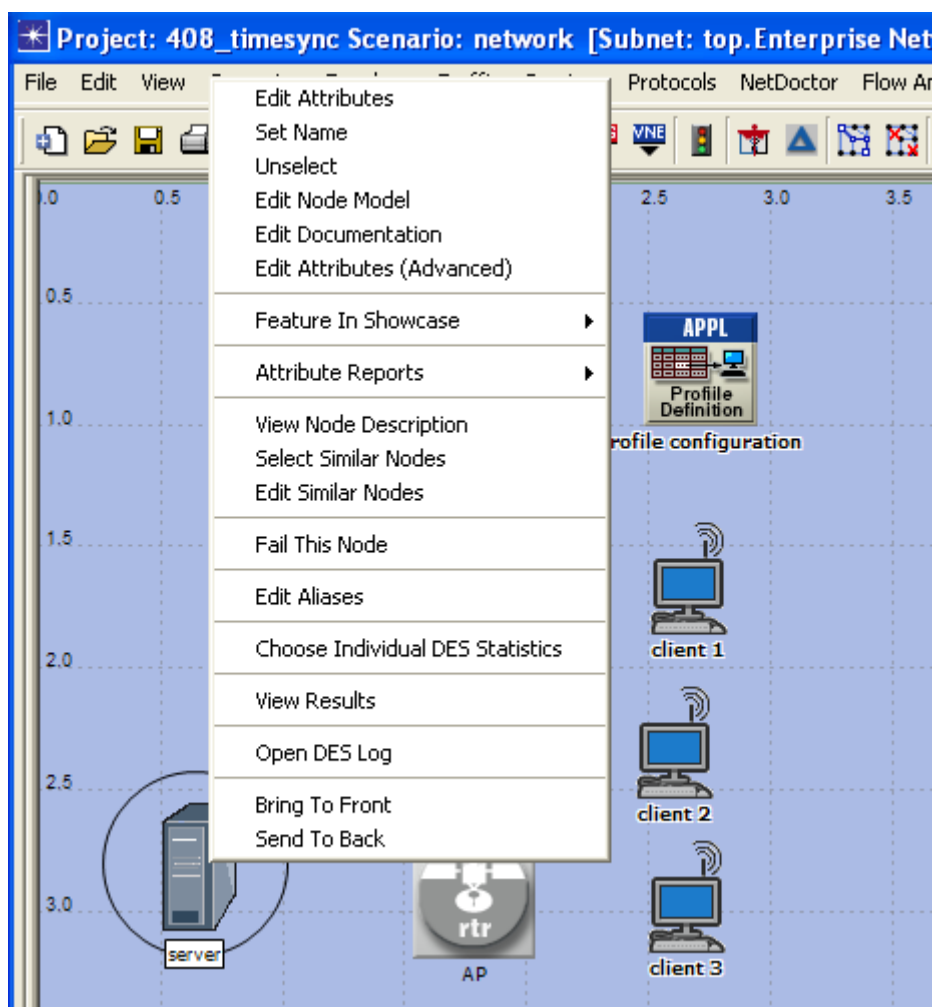 Project: 408_timesync Scenario: network [Subnet: top.Enterprise Net
File Edit View Protocols NetDoctor Flow An
VNE
.0 0.5 2.5 3.0 3.5
Edit Attributes
Set Name
Unselect
Edit Node Model
Edit Documentation
Edit Attributes (Advanced)
Feature In Showcase
Attribute Reports
View Node Description
Select Similar Nodes
Edit Similar Nodes
Fail This Node
Edit Aliases
Choose Individual DES Statistics
View Results
Open DES Log
Bring To Front
Send To Back
0.5
1.0
1.5
2.0
2.5
3.0
APPL
Profiile
Definition
rofile configuration
client 1
client 2
client 3
server
rtr
AP